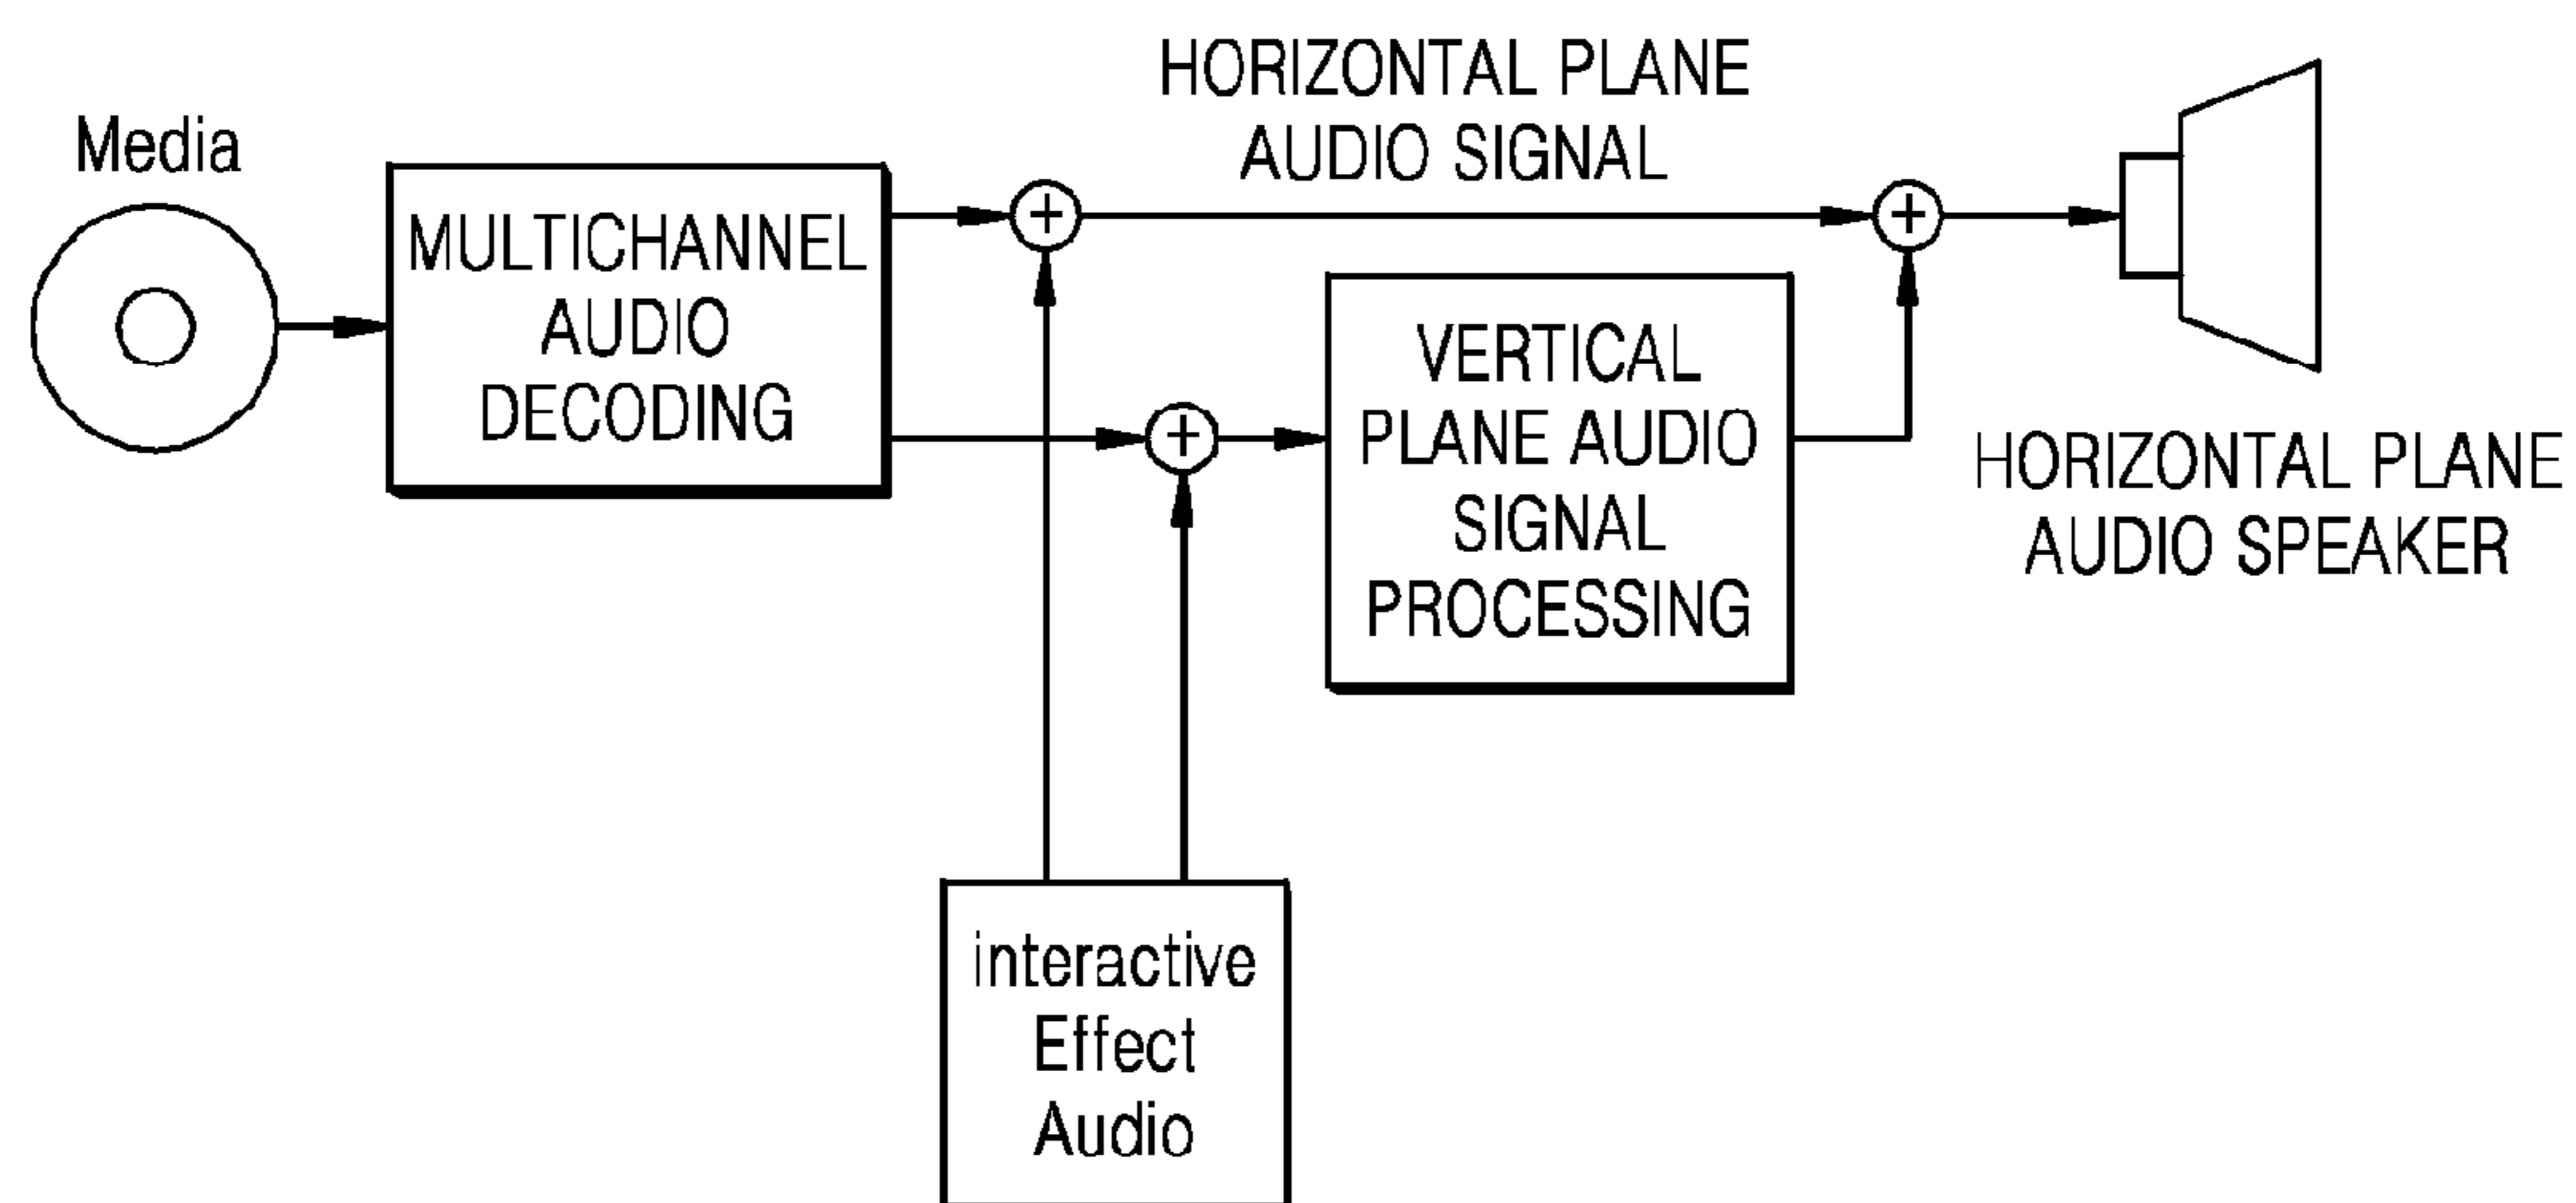 Media
MULTICHANNEL
AUDIO
DECODING
HORIZONTAL PLANE
AUDIO SIGNAL
+
+
+
VERTICAL
PLANE AUDIO
SIGNAL
PROCESSING
HORIZONTAL PLANE
AUDIO SPEAKER
interactive
Effect
Audio